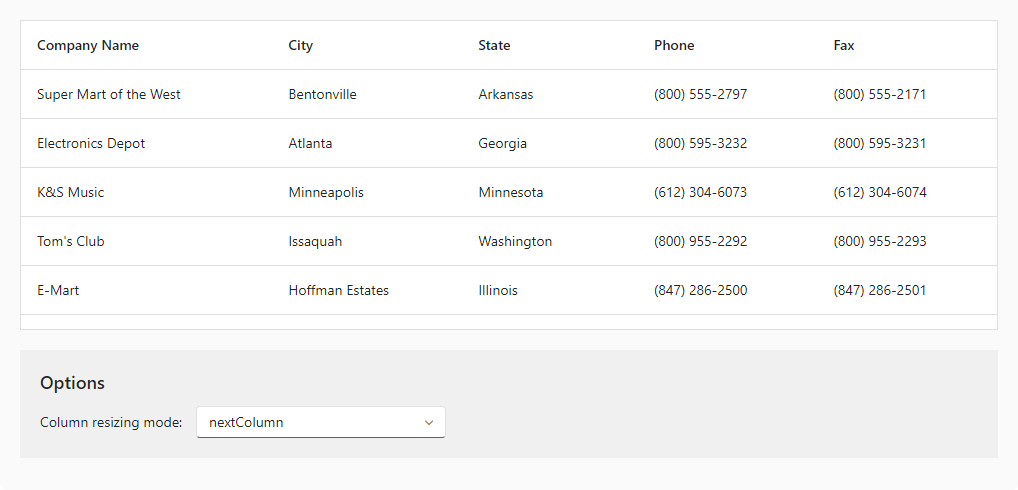 Company Name City State Phone Fax
Super Mart of the West Bentonville Arkansas (800) 555-2797 (800) 555-2171
Electronics Depot Atlanta Georgia (800) 595-3232 (800) 595-3231
K&S Music Minneapolis Minnesota (612) 304-6073 (612) 304-6074
Tom's Club Issaquah Washington (800) 955-2292 (800) 955-2293
E-Mart Hoffman Estates Illinois (847) 286-2500 (847) 286-2501
Options
Column resizing mode: nextColumn